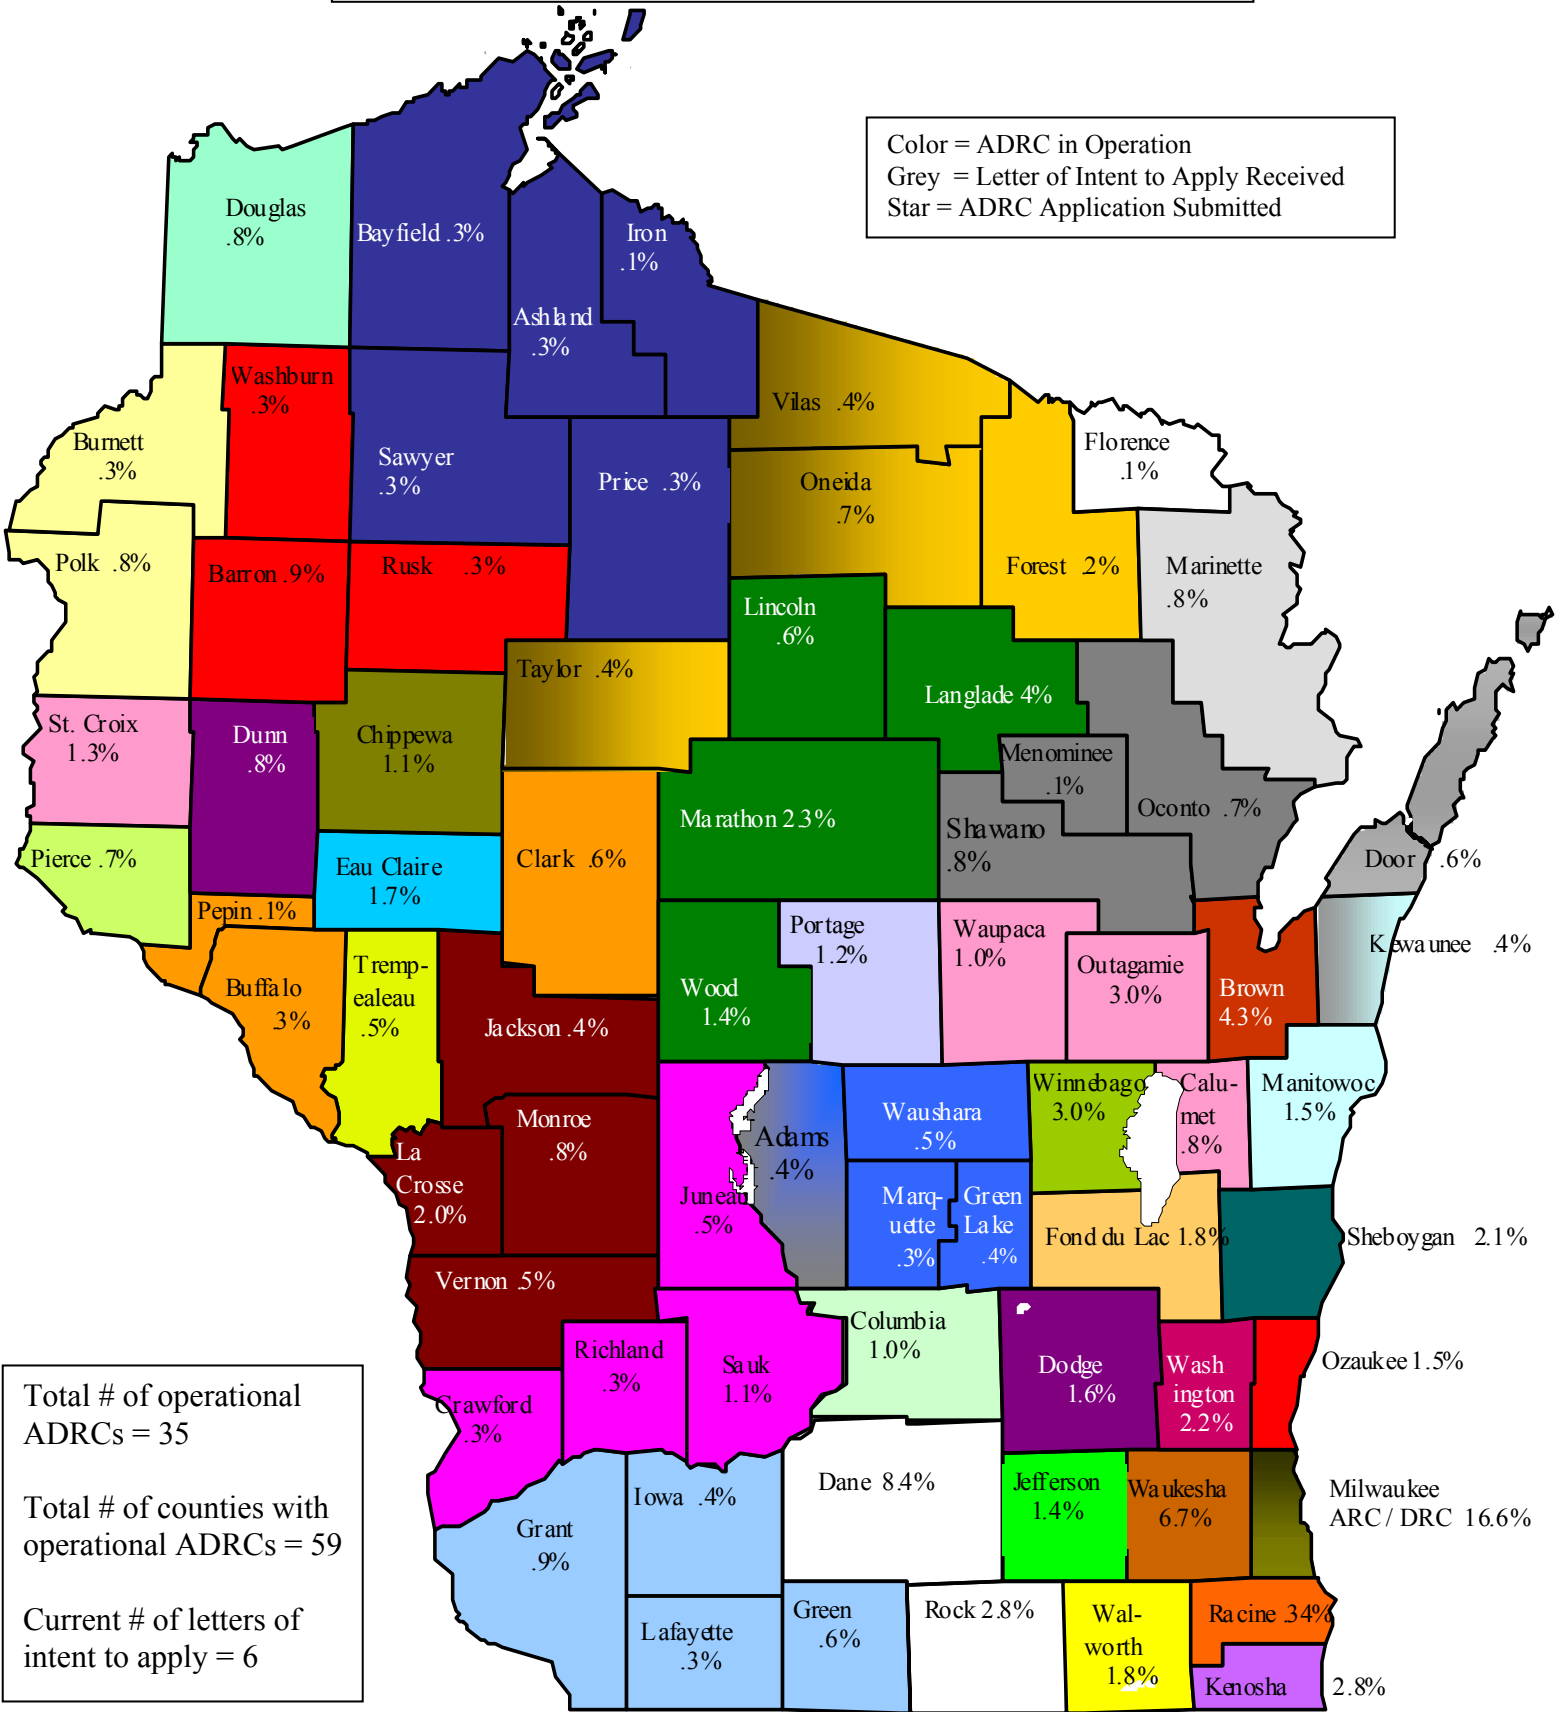 Color = ADRC in Operation
Grey = Letter of Intent to Apply Received
Star = ADRC Application Submitted
Douglas
.8%
Bayfield .3%
Iron
.1%
Ashland
.3%
Washburn
.3%
Vilas .4%
Burnett
.3%
Florence
.1%
Sawyer
.3%
Price .3%
Oneida
.7%
Polk .8%
Barron .9%
Rusk .3%
Forest .2%
Marinette
.8%
Lincoln
.6%
Taylor .4%
Langlade 4%
St. Croix
1.3%
Dunn
.8%
Chippewa
1.1%
Menominee
.1%
Marathon 2.3%
Oconto .7%
Shawano
.8%
Pierce .7%
Eau Claire
1.7%
Clark .6%
Door .6%
Pepin .1%
Portage
1.2%
Waupaca
1.0%
Kewaunee .4%
Tremp-
ealeau
.5%
Outagamie
3.0%
Buffalo
.3%
Wood
1.4%
Brown
4.3%
Jackson .4%
Winnebago
3.0%
Calu-
met
.8%
Manitowoc
1.5%
Monroe
.8%
Waushara
.5%
Adams
.4%
La
Crosse
2.0%
Juneau
.5%
Marq-
uette
.3%
Green
Lake
.4%
Fond du Lac 1.8%
Sheboygan 2.1%
Vernon .5%
Columbia
1.0%
Richland
.3%
Sauk
1.1%
Dodge
1.6%
Wash
ington
2.2%
Ozaukee 1.5%
Crawford
.3%
Total # of operational
ADRCs = 35
Total # of counties with
operational ADRCs = 59
Current # of letters of
intent to apply = 6
Dane 8.4%
Jefferson
1.4%
Waukesha
6.7%
Milwaukee
ARC / DRC 16.6%
Iowa .4%
Grant
.9%
Lafayette
.3%
Green
.6%
Rock 2.8%
Wal-
worth
1.8%
Racine .34%
Kenosha 2.8%